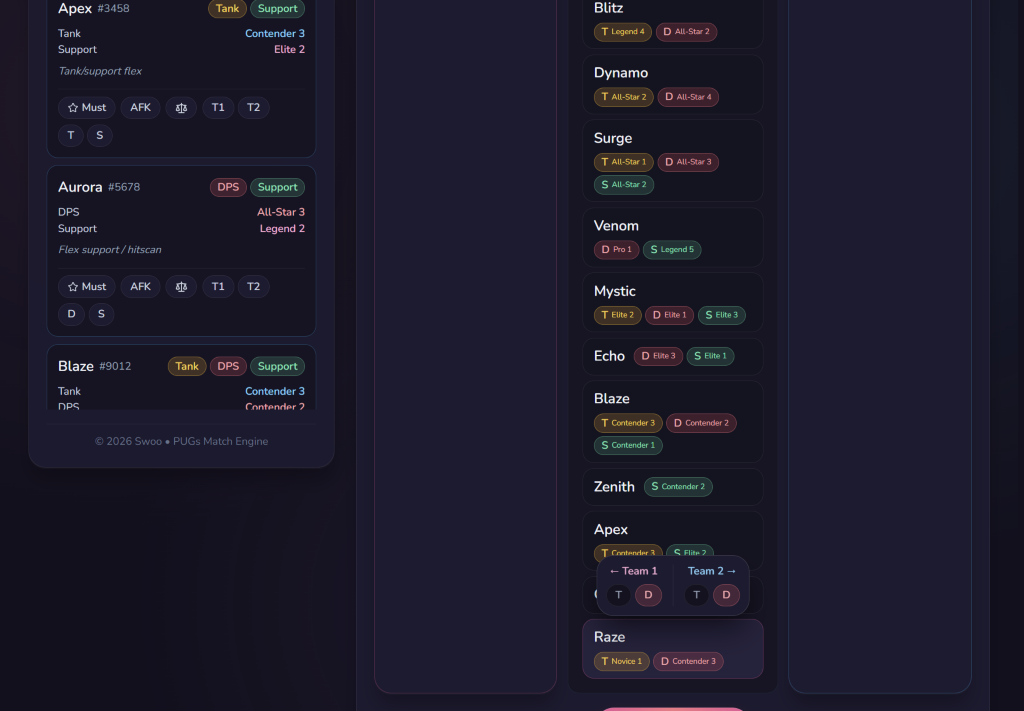 Apex #3458 Tank Support
Tank Contender 3
Support Elite 2
Tank/support flex
Must AFK T1 T2
T S
Aurora #5678 DPS Support
DPS All-Star 3
Support Legend 2
Flex support / hitscan
Must AFK T1 T2
D S
Blaze #9012 Tank DPS Support
Tank Contender 3
DPS Contender 2
© 2026 Swoo • PUGs Match Engine
Blitz
T Legend 4 D All-Star 2
Dynamo
T All-Star 2 D All-Star 4
Surge
T All-Star 1 D All-Star 3
S All-Star 2
Venom
D Pro 1 S Legend 5
Mystic
T Elite 2 D Elite 1 S Elite 3
Echo D Elite 3 S Elite 1
Blaze
T Contender 3 D Contender 2
S Contender 1
Zenith S Contender 2
Apex
T Contender 3 S Elite 2
← Team 1 Team 2 →
T D T D
Raze
T Novice 1 D Contender 3